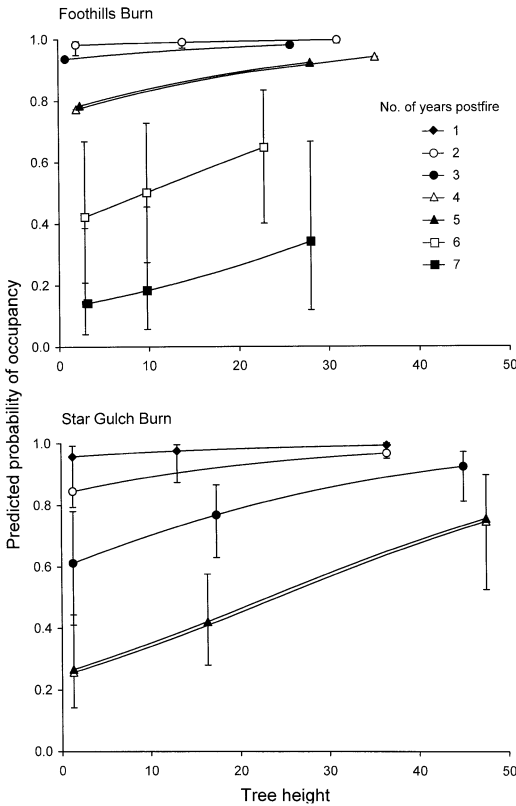 Foothills Burn
1.0
0.8
0.6
0.4
0.2
0.0
0 10 20 30 40 50
No. of years postfire
1
2
3
4
5
6
7
Predicted probability of occupancy
Star Gulch Burn
1.0
0.8
0.6
0.4
0.2
0.0
0 10 20 30 40 50
Tree height